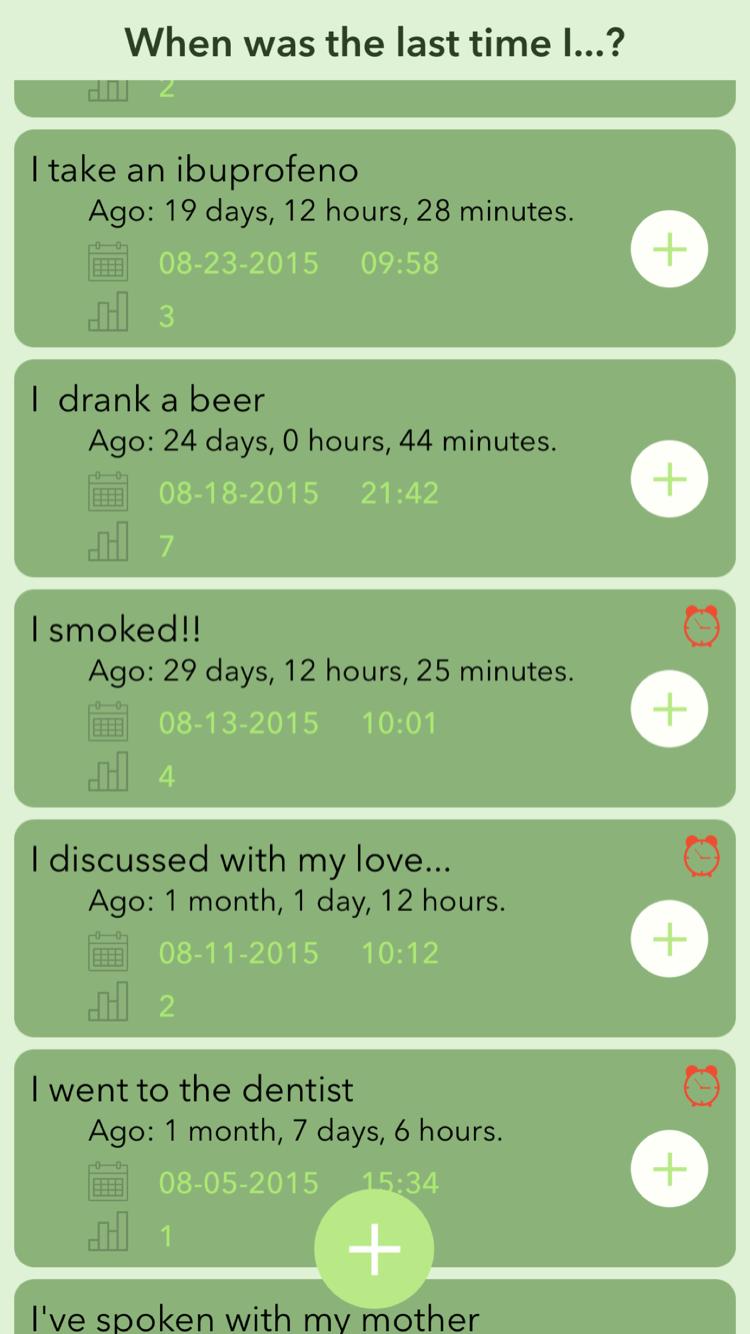 When was the last time I...?
2
I take an ibuprofeno
Ago: 19 days, 12 hours, 28 minutes.
08-23-2015 09:58
3
I drank a beer
Ago: 24 days, 0 hours, 44 minutes.
08-18-2015 21:42
7
I smoked!!
Ago: 29 days, 12 hours, 25 minutes.
08-13-2015 10:01
4
I discussed with my love...
Ago: 1 month, 1 day, 12 hours.
08-11-2015 10:12
2
I went to the dentist
Ago: 1 month, 7 days, 6 hours.
08-05-2015 15:34
1
I've spoken with my mother